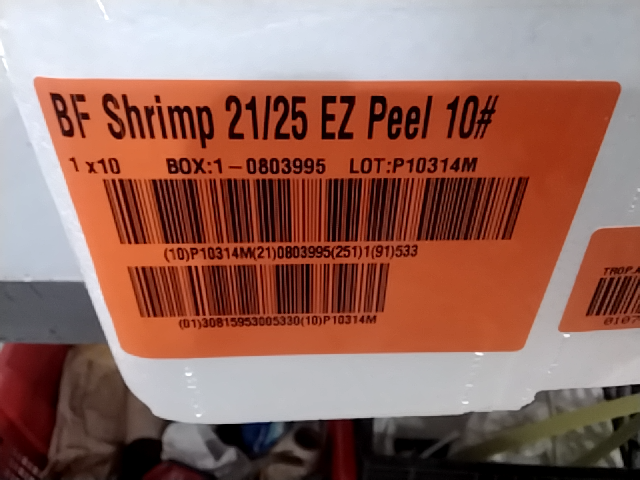 BF Shrimp 21/25 EZ Peel 10#
1 x10 BOX:1-0803995 LOT:P10314M
(10)P10314M(21)0803995(251)1(91)533
(01)30815953005330(10)P10314M